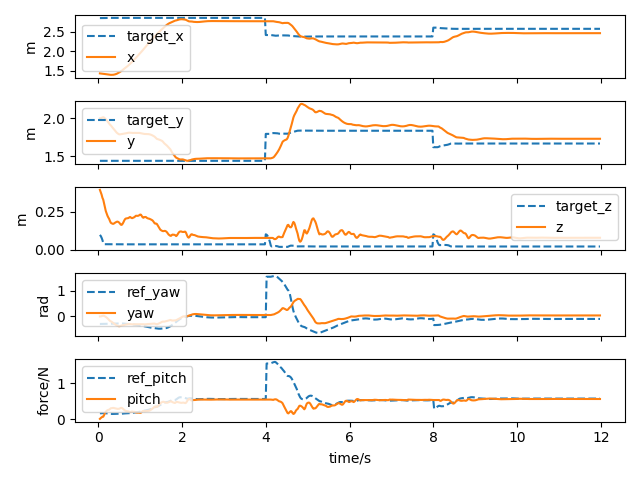 2.5
2.0
1.5
m
target_x
x
2.0
1.5
m
target_y
y
0.25
0.00
m
target_z
z
1
0
rad
ref_yaw
yaw
1
0
force/N
ref_pitch
pitch
0 2 4 6 8 10 12
time/s